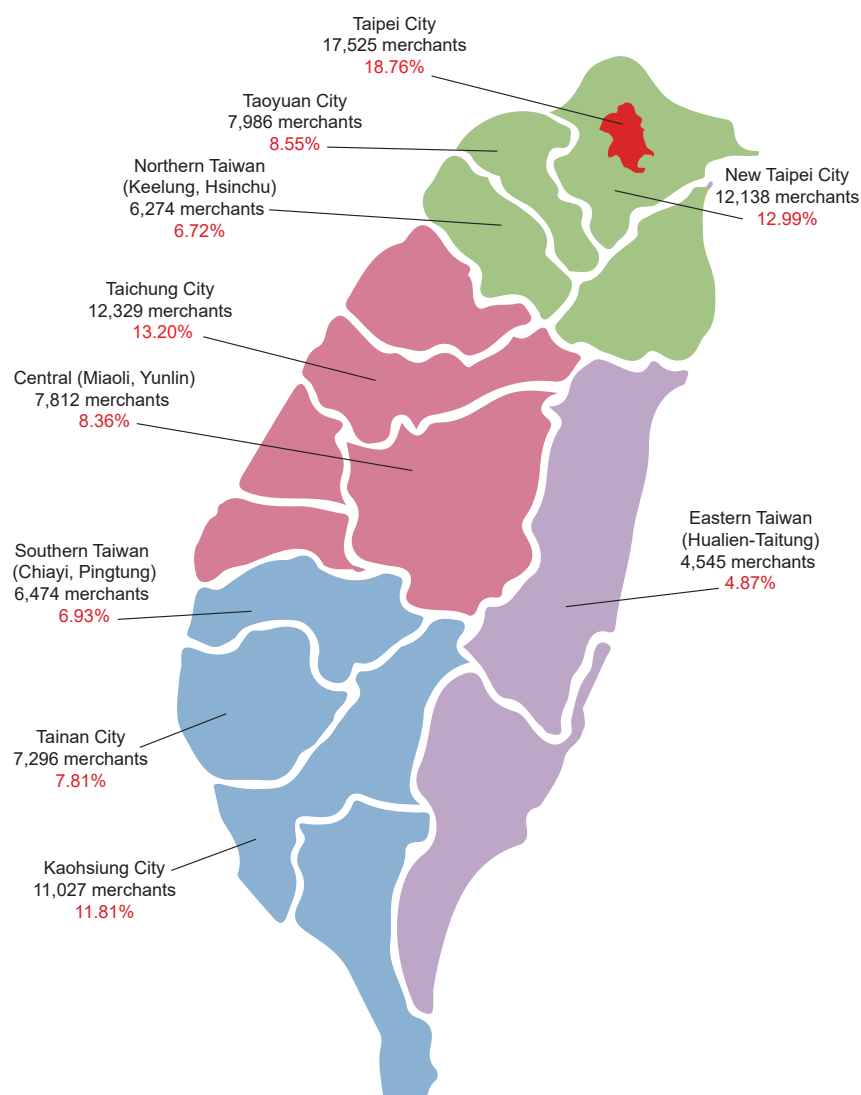 Taipei City
17,525 merchants
18.76%
Taoyuan City
7,986 merchants
8.55%
Northern Taiwan
(Keelung, Hsinchu)
6,274 merchants
6.72%
New Taipei City
12,138 merchants
12.99%
Taichung City
12,329 merchants
13.20%
Central (Miaoli, Yunlin)
7,812 merchants
8.36%
Eastern Taiwan
(Hualien-Taitung)
4,545 merchants
4.87%
Southern Taiwan
(Chiayi, Pingtung)
6,474 merchants
6.93%
Tainan City
7,296 merchants
7.81%
Kaohsiung City
11,027 merchants
11.81%